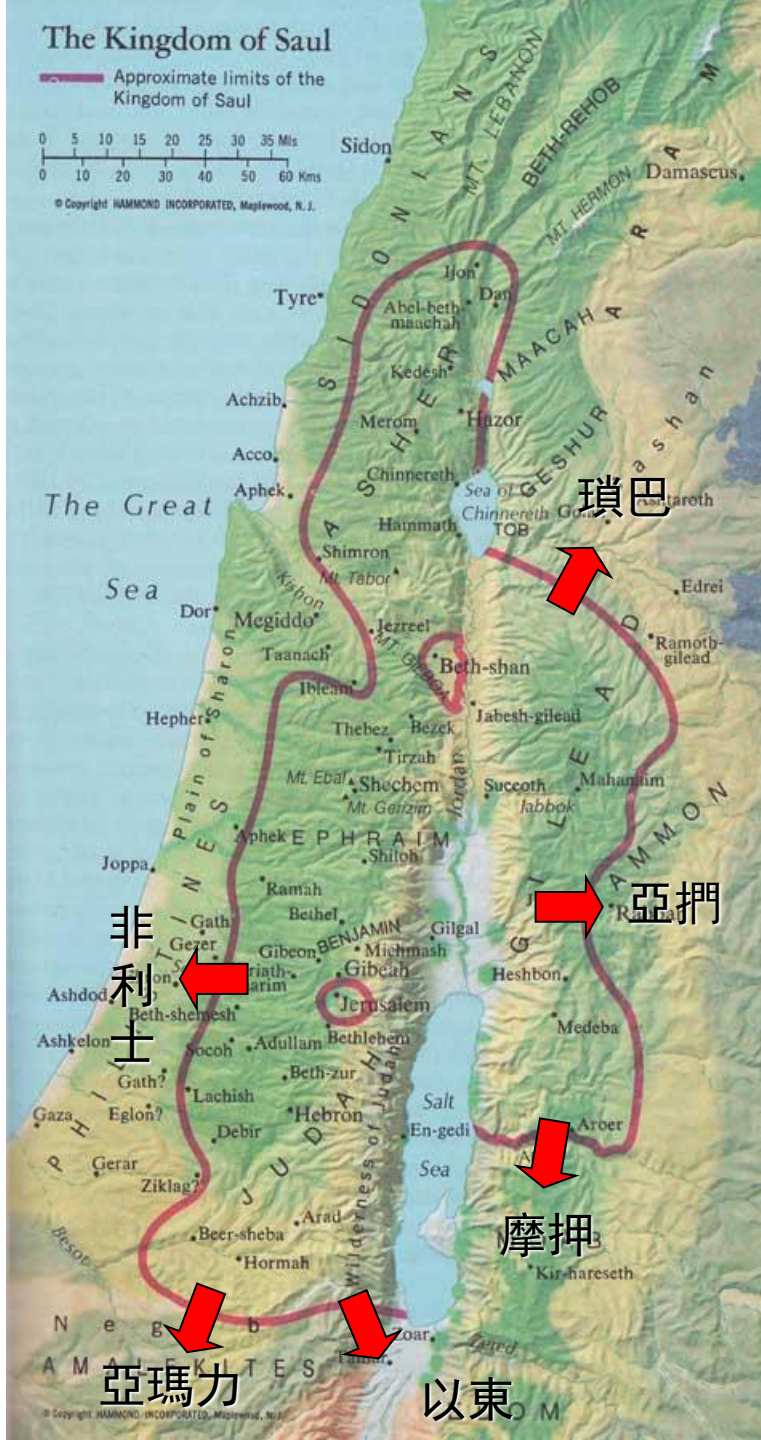 The Kingdom of Saul
Approximate limits of the
Kingdom of Saul
0 5 10 15 20 25 30 35 Mls
0 10 20 30 40 50 60 Kms
© Copyright HAMMOND INCORPORATED, Maplewood, N. J.
SIDONIANS
MT. LEBANON
BETH-REHOB
Sidon
Damascus
MT. HERMON
ARAM
Ijon
Tyre
Dan
Abel-beth-
maachah
MAACAH
Kedesh
ASHER
Achzib
Merom
Hazor
GESHUR
Acco
Chinnereth
Aphek
Sea of
Chinnereth
The Great
Sea
瑣巴
Ashtaroth
Hammath
TOB
Shimron
Mt. Tabor
Kishon
Edrei
Dor
Megiddo
Jezreel
Ramoth-
gilead
Taanach
MT. GILBOA
Beth-shan
Ibleam
Hepher
Plain of Sharon
Thebez
Bezek
Jabesh-gilead
Tirzah
Mt. Ebal
Shechem
Mt. Gerizim
Jordan
Succoth
Mahanaim
Jabbok
GILEAD
AMMON
Aphek
EPHRAIM
Joppa
Shiloh
Ramah
Bethel
亞捫
非
利
士
Gath
BENJAMIN
Gilgal
Gezer
Gibeon
Michmash
Gibeah
Heshbon
Ashdod
Jerusalem
Beth-shemesh
Medeba
Ashkelon
Bethlehem
Socoh
Adullam
Gath?
Beth-zur
Lachish
Salt
Sea
Gaza
Eglon?
Hebron
En-gedi
Aroer
Debir
JUDAH
Wilderness of Judah
Gerar
Ziklag?
摩押
Arad
Beer-sheba
Besor
Hormah
Kir-hareseth
Negeb
Zoar
Zered
Tamar
AMALEKITES
亞瑪力
以東
© Copyright HAMMOND INCORPORATED, Maplewood, N. J.